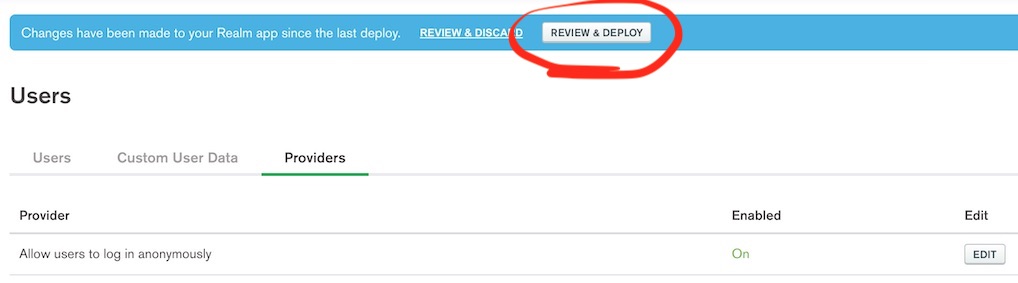 Changes have been made to your Realm app since the last deploy. REVIEW & DISCARD REVIEW & DEPLOY
Users
Users Custom User Data Providers
Provider Enabled Edit
Allow users to log in anonymously On EDIT